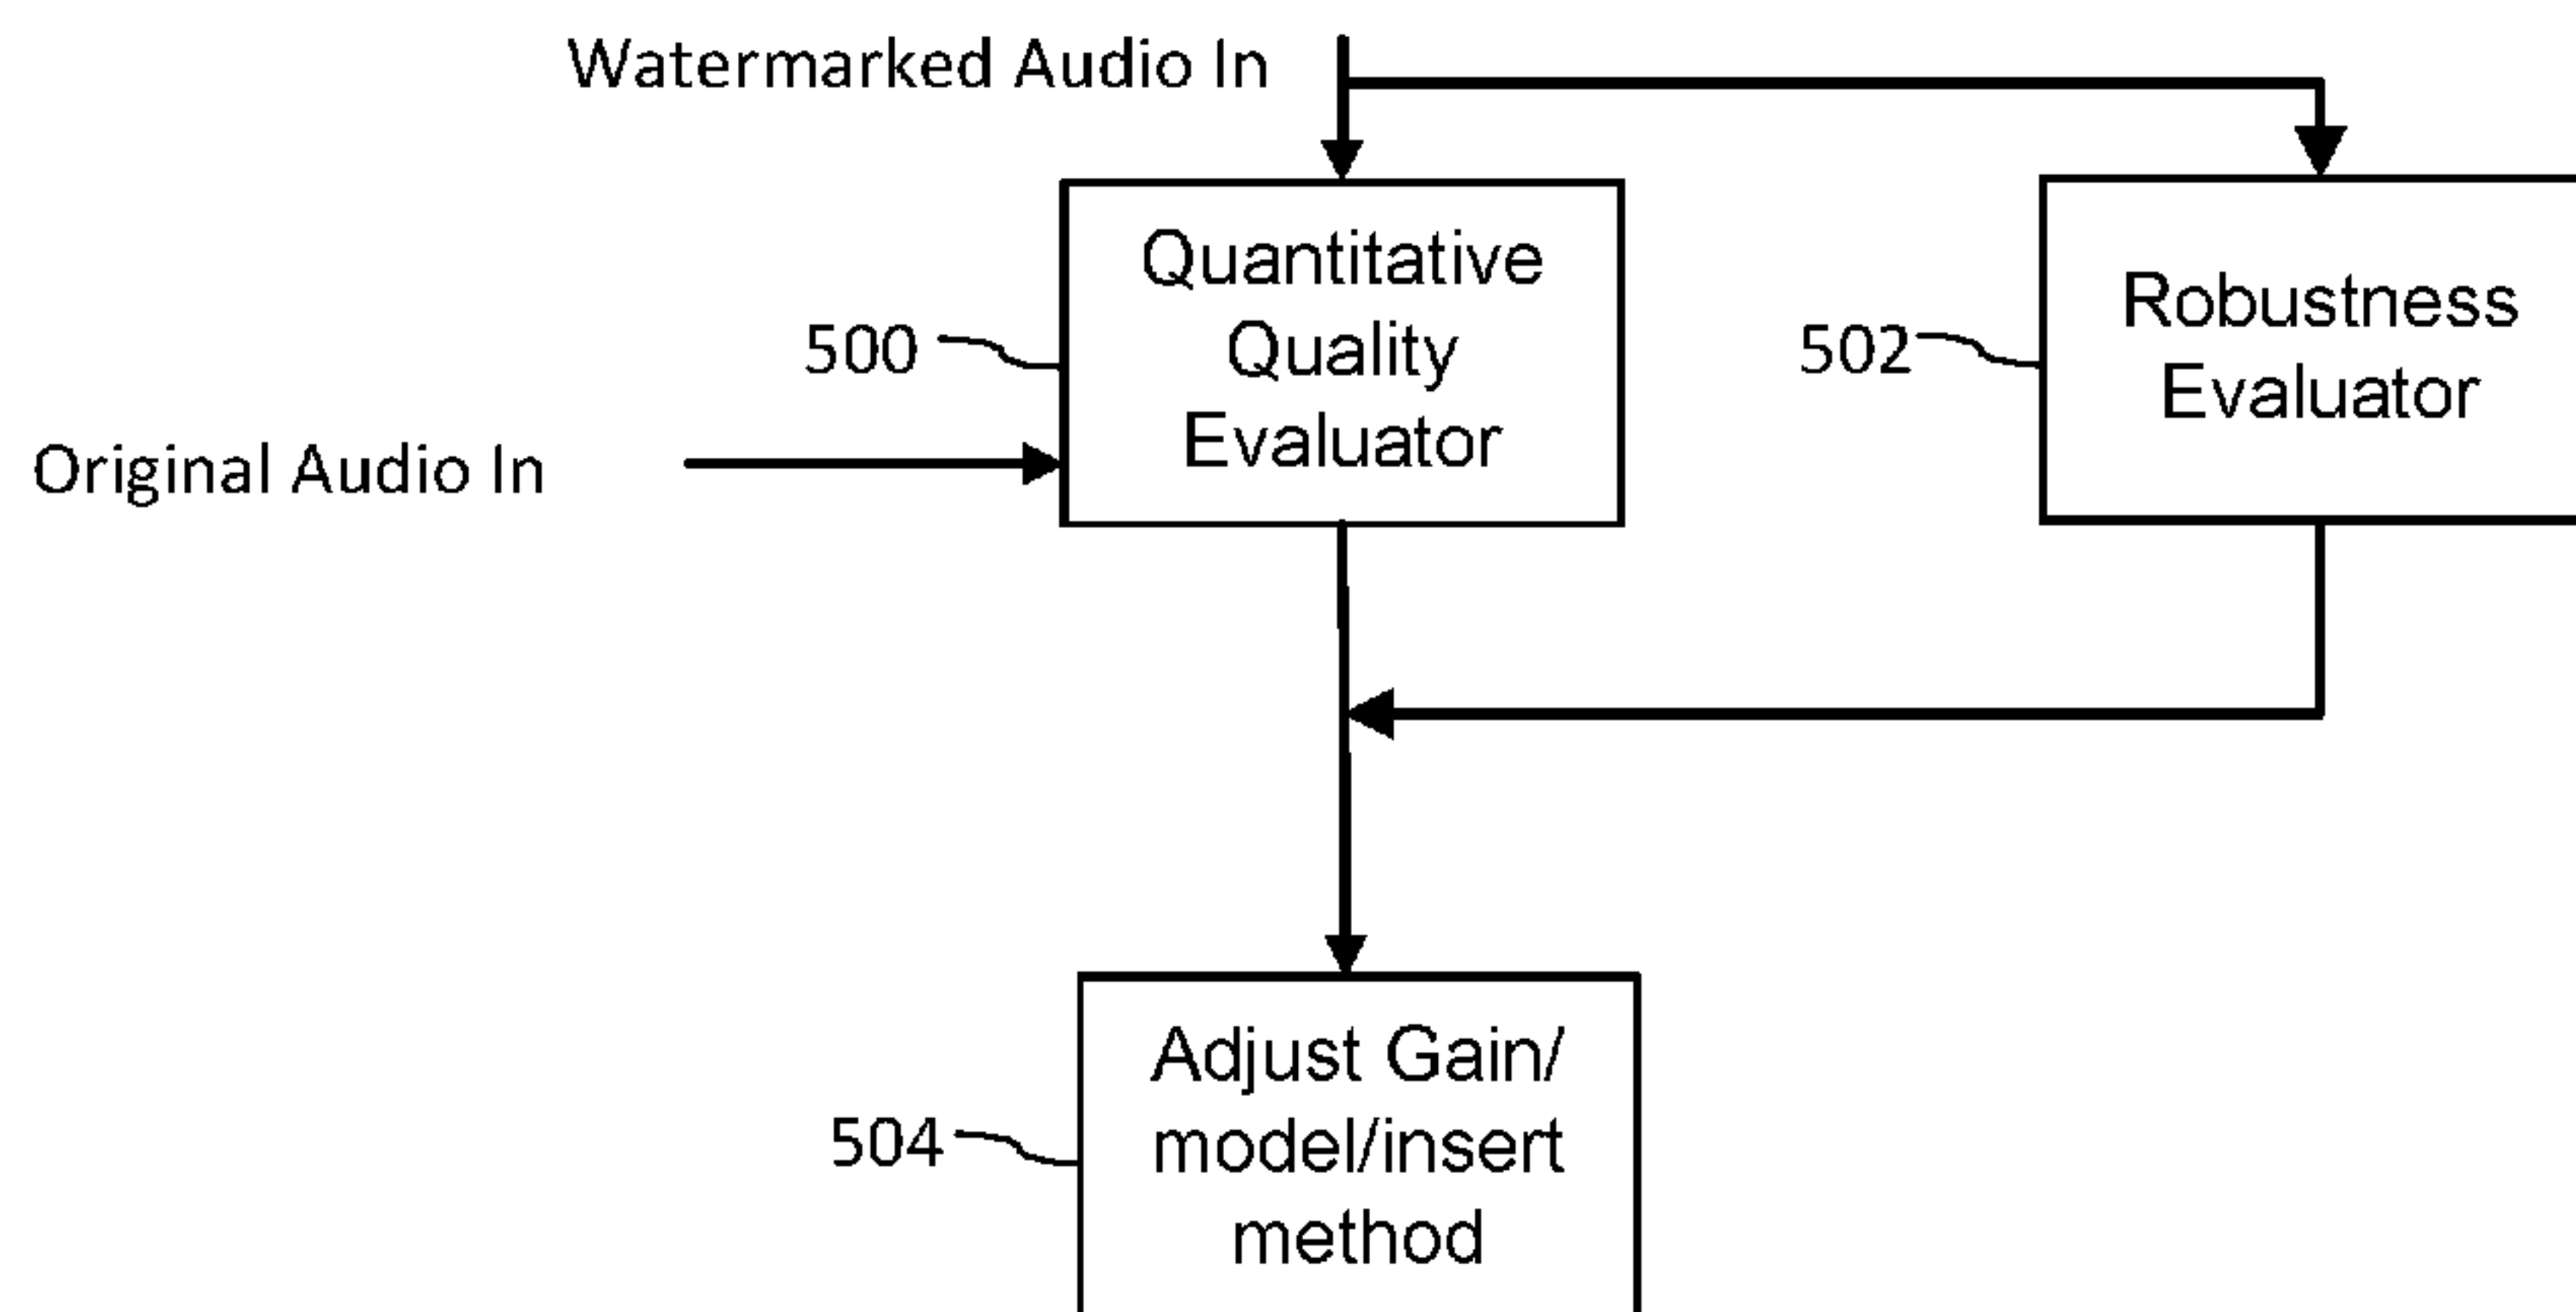 Watermarked Audio In
Quantitative
Quality
Evaluator
500
Robustness
Evaluator
502
Original Audio In
Adjust Gain/
model/insert
method
504